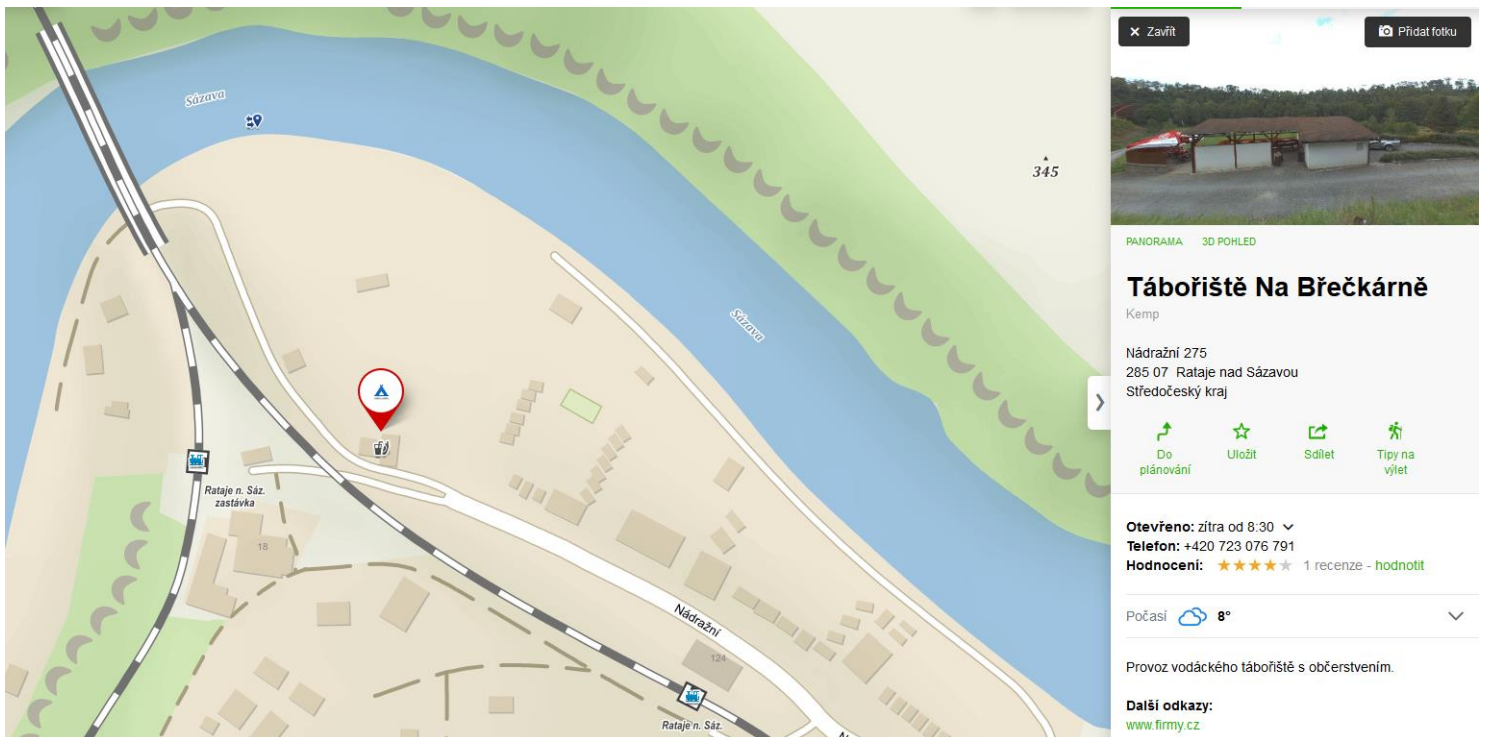 Sázava
345
Sázava
Rataje n. Sáz.
zastávka
18
Nádražní
124
Rataje n. Sáz.
Zavřít
Přidat fotku
PANORAMA 3D POHLED
Tábořiště Na Břečkárně
Kemp
Nádražní 275
285 07 Rataje nad Sázavou
Středočeský kraj
Do
plánování
Uložit
Sdílet
Tipy na
výlet
Otevřeno: zítra od 8:30
Telefon: +420 723 076 791
Hodnocení: 1 recenze - hodnotit
Počasí 8°
Provoz vodáckého tábořiště s občerstvením.
Další odkazy:
www.firmy.cz